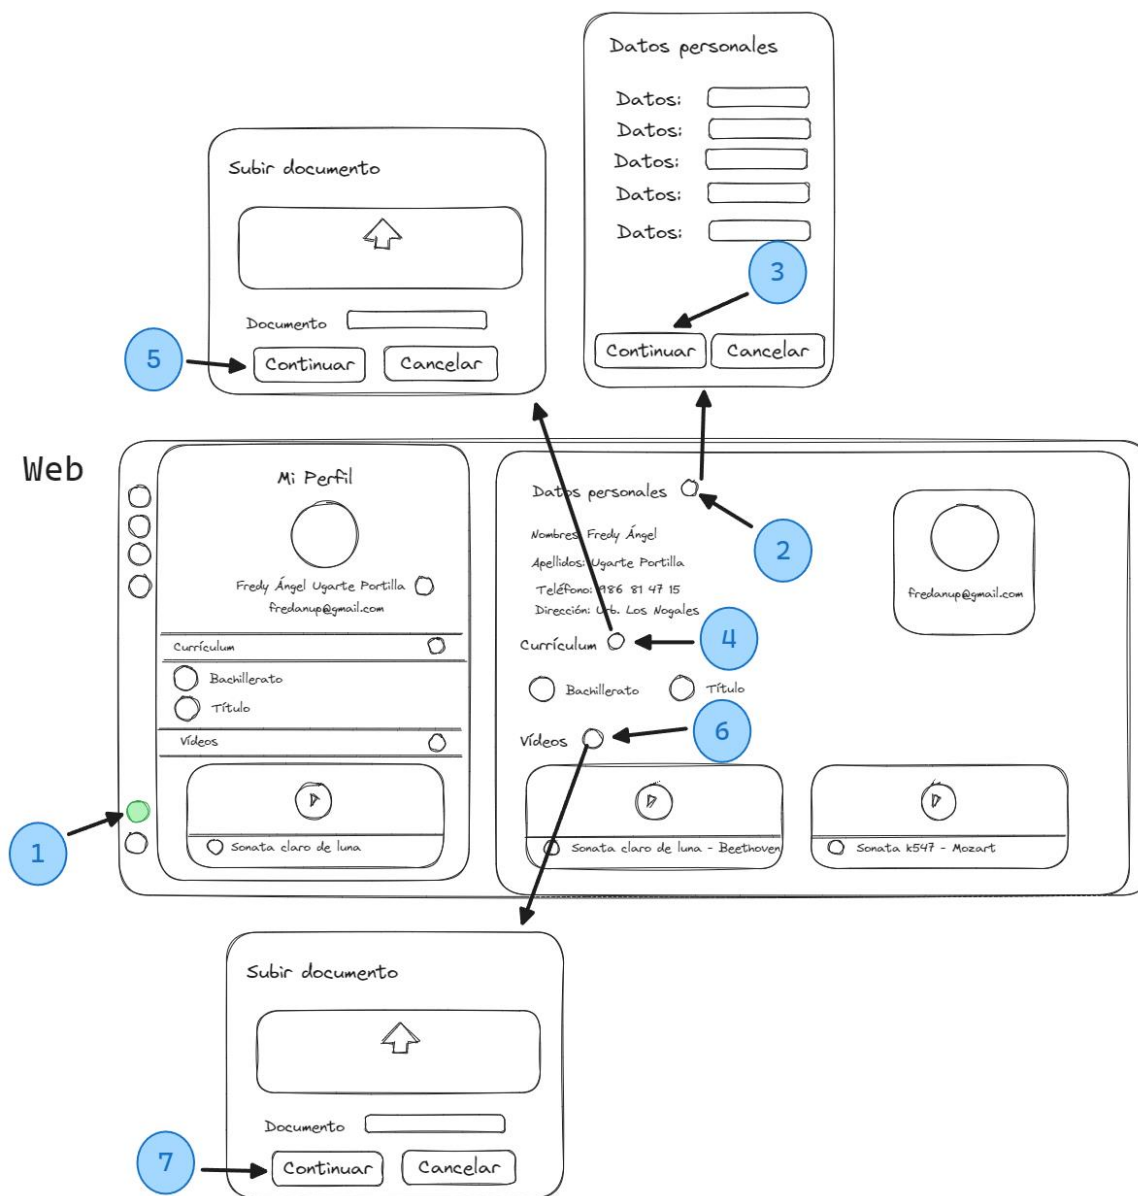 Datos personales
Datos:
Datos:
Datos:
Datos:
Datos:
3
Continuar
Cancelar
Subir documento
Documento
5
Continuar
Cancelar
Web
Mi Perfil
Fredy Ángel Ugarte Portilla
fredanup@gmail.com
Currículum
Bachillerato
Título
Vídeos
Sonata claro de luna
1
Datos personales
2
Nombres: Fredy Ángel
Apellidos: Ugarte Portilla
Teléfono: 986 81 47 15
Dirección: Urb. Los Nogales
fredanup@gmail.com
Currículum
4
Bachillerato
Título
Vídeos
6
Sonata claro de luna - Beethoven
Sonata k547 - Mozart
Subir documento
Documento
7
Continuar
Cancelar